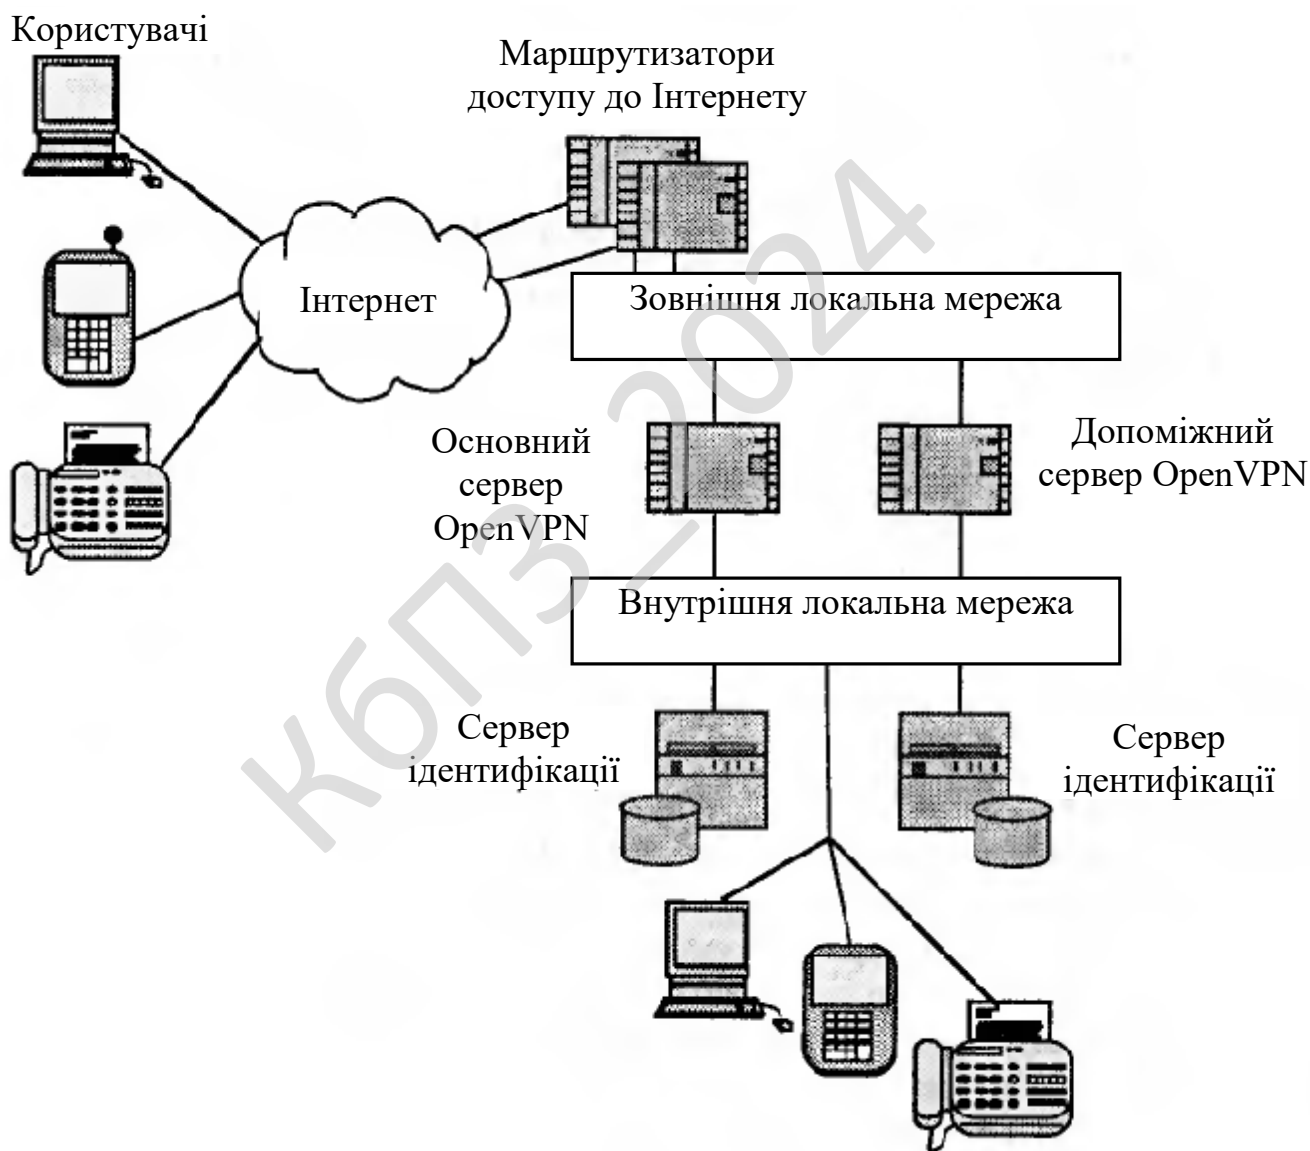 Користувачі
Маршрутизатори
доступу до Інтернету
Інтернет
Зовнішня локальна мережа
Основний
сервер
OpenVPN
Допоміжний
сервер OpenVPN
Внутрішня локальна мережа
Сервер
ідентифікації
Сервер
ідентифікації
КбПЗ_2024